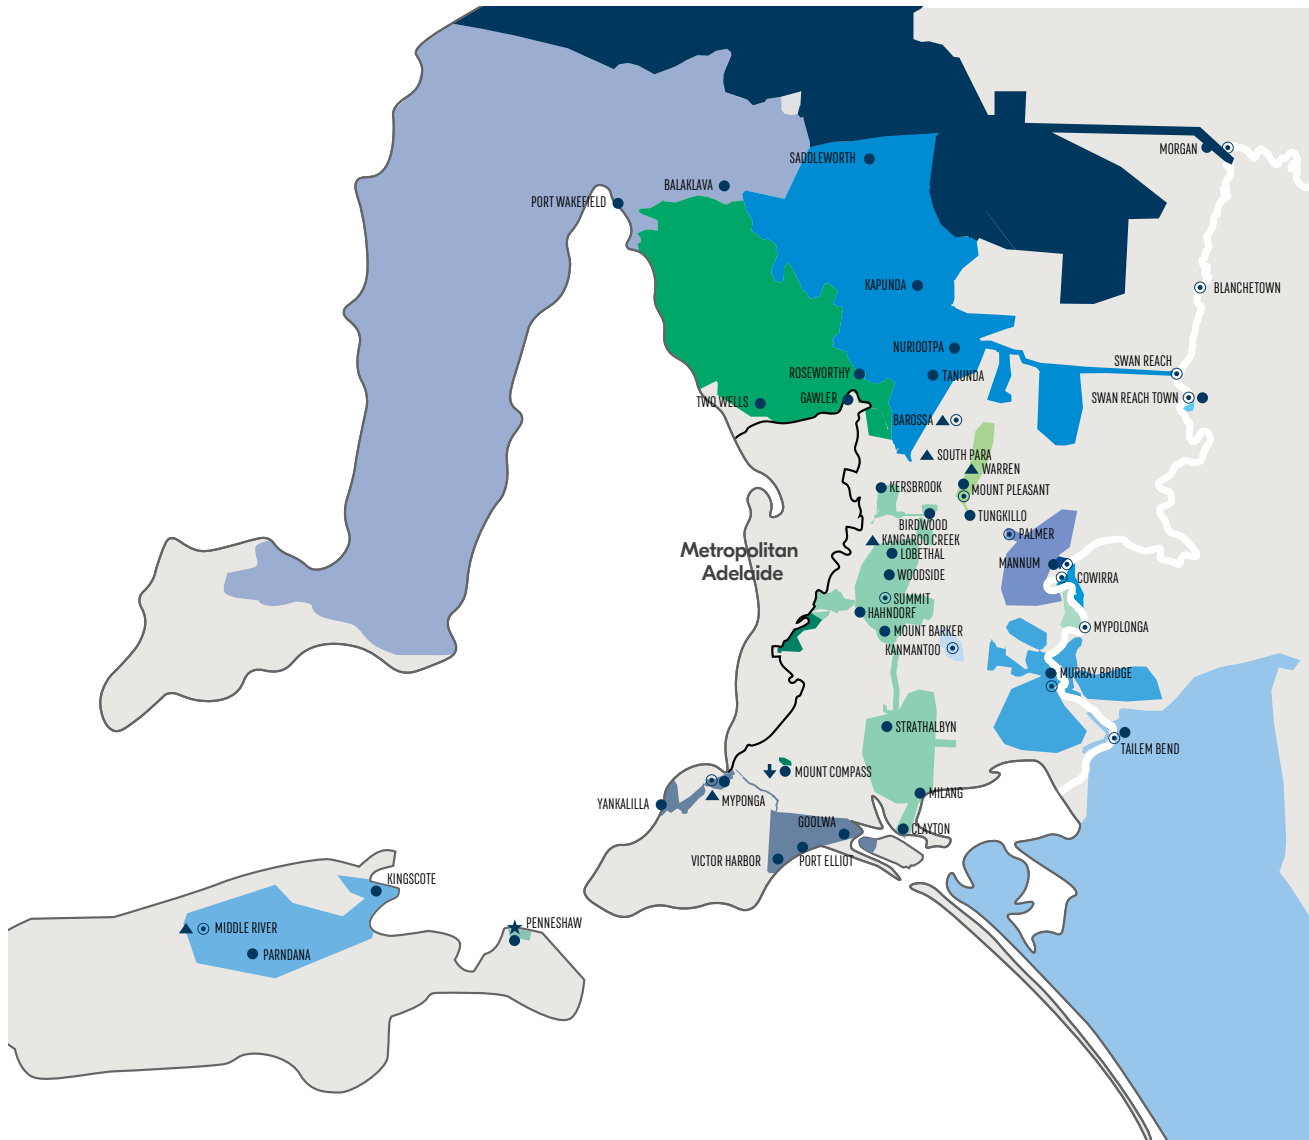 MORGAN
SADDLEWORTH
BALAKLAVA
PORT WAKEFIELD
KAPUNDA
BLANCHETOWN
NURIOOTPA
SWAN REACH
ROSEWORTHY
TANUNDA
TWO WELLS
GAWLER
SWAN REACH TOWN
BAROSSA
SOUTH PARA
WARREN
KERSBROOK
MOUNT PLEASANT
BIRDWOOD
TUNGKILLO
KANGAROO CREEK
PALMER
Metropolitan
Adelaide
LOBETHAL
MANNUM
WOODSIDE
COWIRRA
SUMMIT
HAHNDORF
MYPOLONGA
MOUNT BARKER
KANMANTOO
MURRAY BRIDGE
STRATHALBYN
TAILEM BEND
MOUNT COMPASS
MILANG
YANKALILLA
MYPONGA
GOOLWA
CLAYTON
VICTOR HARBOR
PORT ELLIOT
KINGSCOTE
PENNESHAW
MIDDLE RIVER
PARNDANA